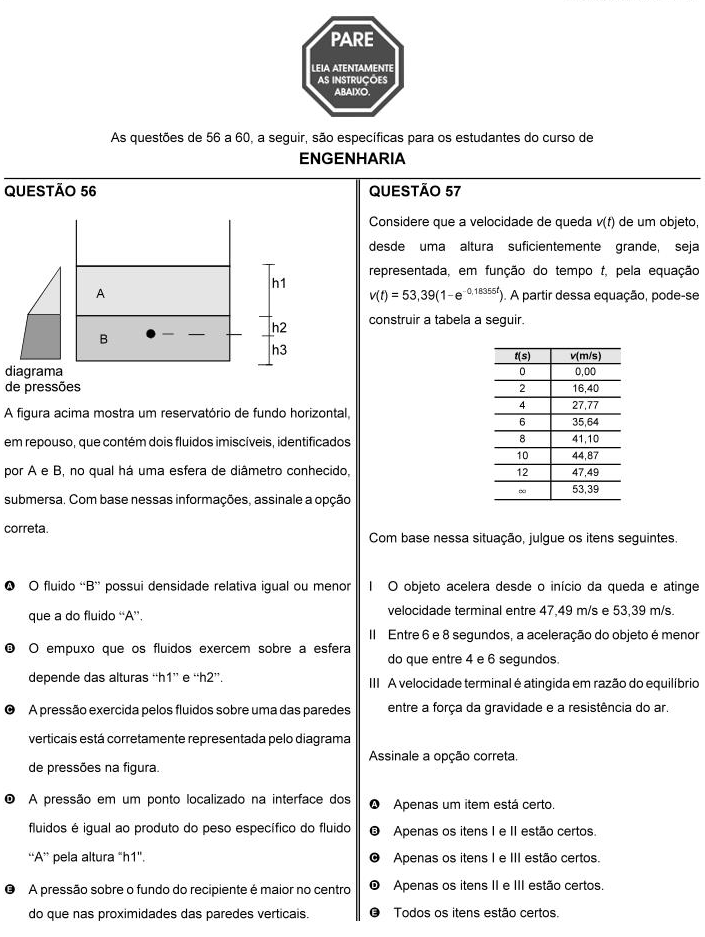 PARE
LEIA ATENTAMENTE
AS INSTRUÇÕES
ABAIXO.
As questões de 56 a 60, a seguir, são específicas para os estudantes do curso de
ENGENHARIA
QUESTÃO 56
A
B
h1
h2
h3
diagrama
de pressões
A figura acima mostra um reservatório de fundo horizontal,
em repouso, que contém dois fluidos imiscíveis, identificados
por A e B, no qual há uma esfera de diâmetro conhecido,
submersa. Com base nessas informações, assinale a opção
correta.
A O fluido “B” possui densidade relativa igual ou menor
que a do fluido “A”.
B O empuxo que os fluidos exercem sobre a esfera
depende das alturas “h1” e “h2”.
C A pressão exercida pelos fluidos sobre uma das paredes
verticais está corretamente representada pelo diagrama
de pressões na figura.
D A pressão em um ponto localizado na interface dos
fluidos é igual ao produto do peso específico do fluido
“A” pela altura “h1”.
E A pressão sobre o fundo do recipiente é maior no centro
do que nas proximidades das paredes verticais.
QUESTÃO 57
Considere que a velocidade de queda v(t) de um objeto,
desde uma altura suficientemente grande, seja
representada, em função do tempo t, pela equação
v(t) = 53,39(1−e⁻⁰,¹⁸³⁵⁵ᵗ). A partir dessa equação, pode-se
construir a tabela a seguir.
t(s) v(m/s)
0 0,00
2 16,40
4 27,77
6 35,64
8 41,10
10 44,87
12 47,49
∞ 53,39
Com base nessa situação, julgue os itens seguintes.
I O objeto acelera desde o início da queda e atinge
velocidade terminal entre 47,49 m/s e 53,39 m/s.
II Entre 6 e 8 segundos, a aceleração do objeto é menor
do que entre 4 e 6 segundos.
III A velocidade terminal é atingida em razão do equilíbrio
entre a força da gravidade e a resistência do ar.
Assinale a opção correta.
A Apenas um item está certo.
B Apenas os itens I e II estão certos.
C Apenas os itens I e III estão certos.
D Apenas os itens II e III estão certos.
E Todos os itens estão certos.